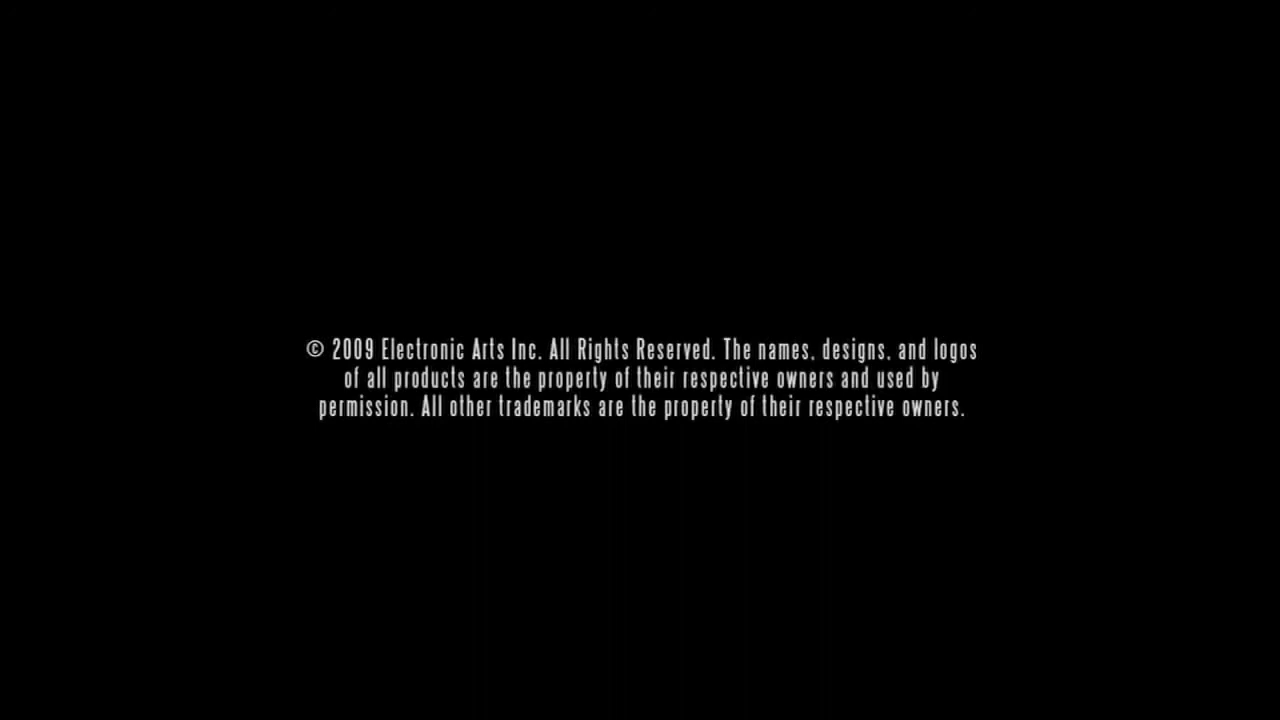 © 2009 Electronic Arts Inc. All Rights Reserved. The names, designs, and logos
of all products are the property of their respective owners and used by
permission. All other trademarks are the property of their respective owners.